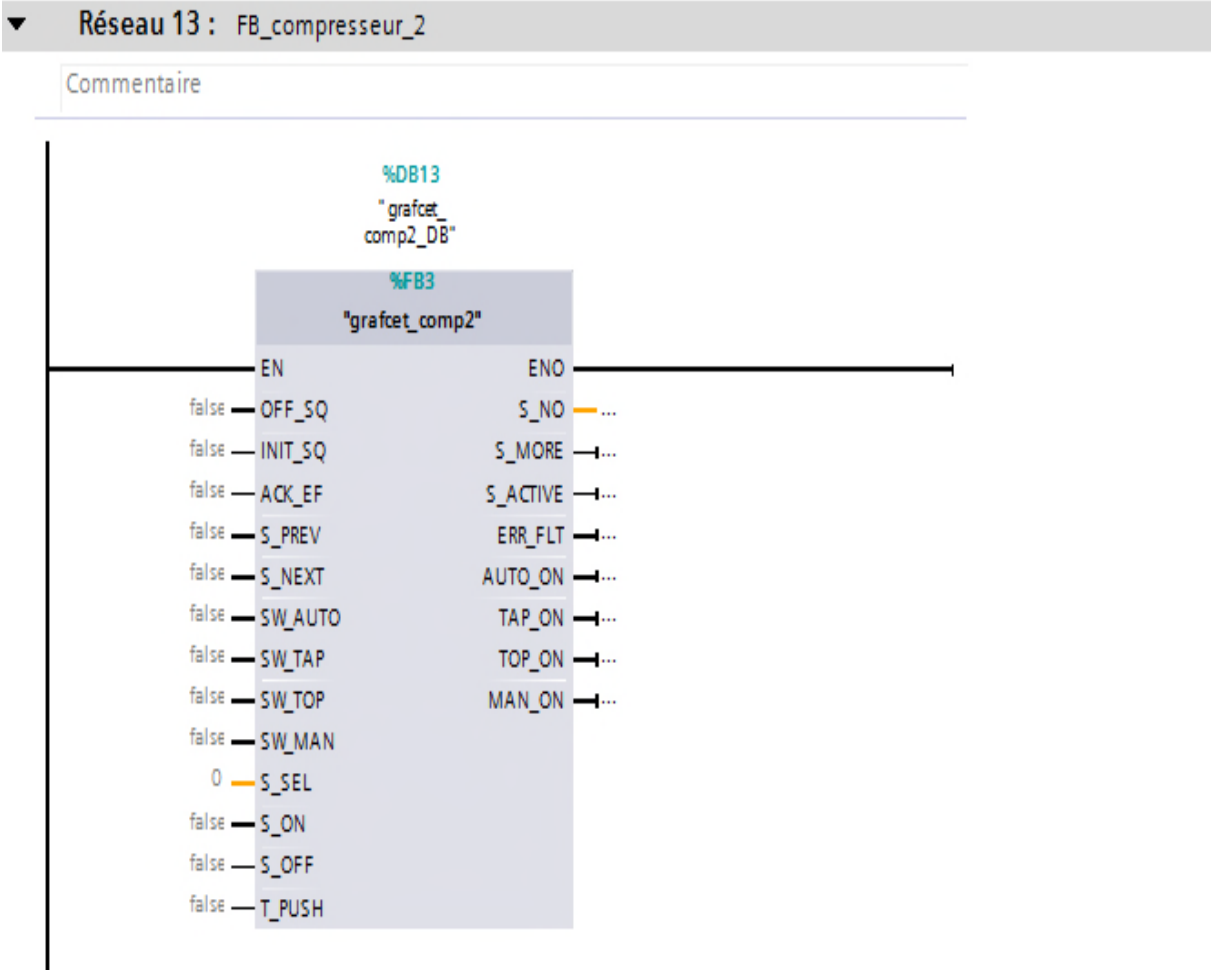 Réseau 13 : FB_compresseur_2
Commentaire
%DB13
"grafcet_
comp2_DB"
%FB3
"grafcet_comp2"
EN ENO
false OFF_SQ S_NO ...
false INIT_SQ S_MORE ...
false ACK_EF S_ACTIVE ...
false S_PREV ERR_FLT ...
false S_NEXT AUTO_ON ...
false SW_AUTO TAP_ON ...
false SW_TAP TOP_ON ...
false SW_TOP MAN_ON ...
false SW_MAN
0 S_SEL
false S_ON
false S_OFF
false T_PUSH